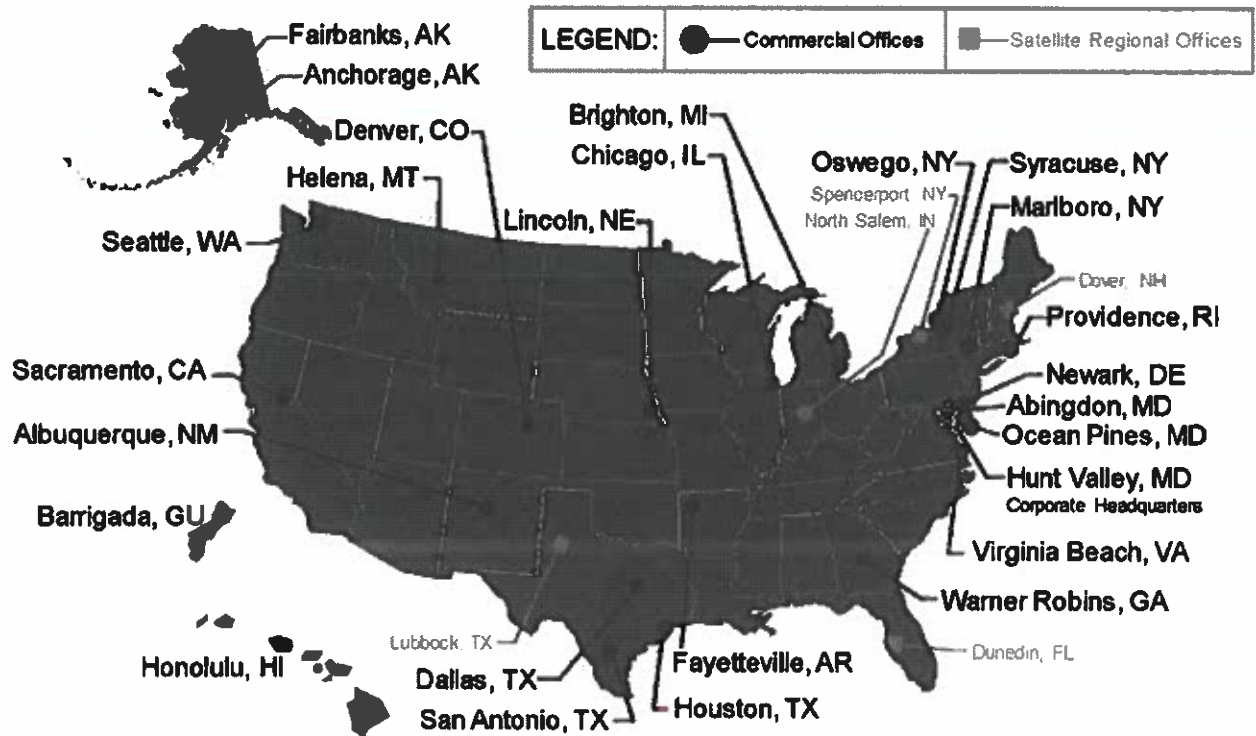 LEGEND:
Commercial Offices
Satellite Regional Offices
Fairbanks, AK
Anchorage, AK
Denver, CO
Helena, MT
Seattle, WA
Lincoln, NE
Brighton, MI
Chicago, IL
Oswego, NY
Spencerport NY
North Salem, IN
Syracuse, NY
Marlboro, NY
Dover, NH
Providence, RI
Newark, DE
Abingdon, MD
Ocean Pines, MD
Hunt Valley, MD
Corporate Headquarters
Virginia Beach, VA
Warner Robins, GA
Dunedin, FL
Sacramento, CA
Albuquerque, NM
Barrigada, GU
Honolulu, HI
Lubbock, TX
Dallas, TX
San Antonio, TX
Fayetteville, AR
Houston, TX